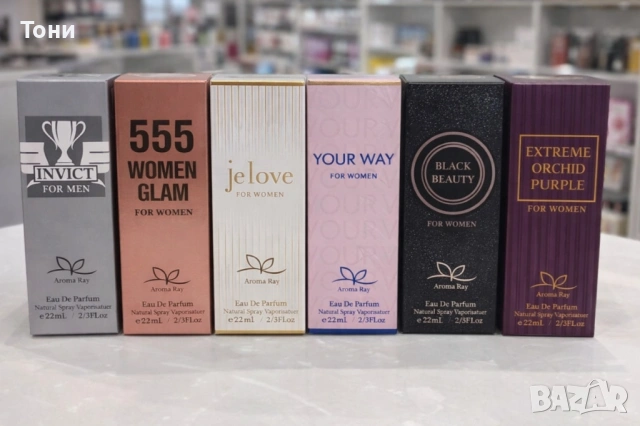 Тони
INVICT
FOR MEN
Aroma Ray
Eau De Parfum
Natural Spray Vaporisateur
e22mL / 2/3FLoz
555
WOMEN
GLAM
FOR WOMEN
Aroma Ray
Eau De Parfum
Natural Spray Vaporisateur
e22mL / 2/3FLoz
jelove
FOR WOMEN
Aroma Ray
Eau De Parfum
Natural Spray Vaporisateur
e22mL / 2/3FLoz
YOUR WAY
FOR WOMEN
Aroma Ray
Eau De Parfum
Natural Spray Vaporisateur
e22mL / 2/3FLoz
BLACK
BEAUTY
FOR WOMEN
Aroma Ray
Eau De Parfum
Natural Spray Vaporisateur
e22mL / 2/3FLoz
EXTREME
ORCHID
PURPLE
FOR WOMEN
Aroma Ray
Eau De Parfum
Natural Spray Vaporisateur
e22mL / 2/3FLoz
BAZAR